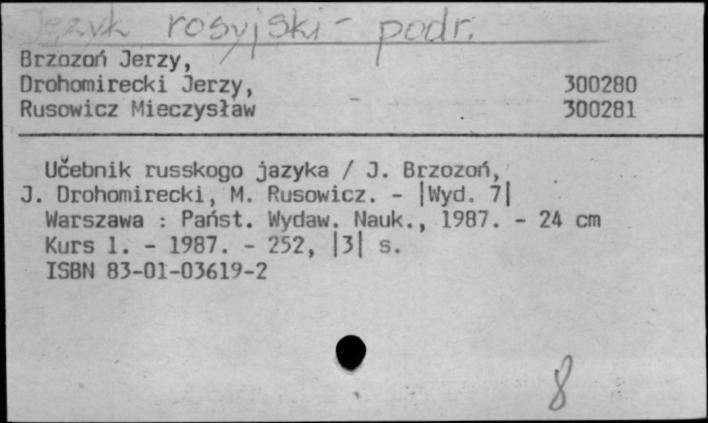 Język rosyjski - podr.
Brzozoń Jerzy,
Drohomirecki Jerzy, 300280
Rusowicz Mieczysław 300281
Učebnik russkogo jazyka / J. Brzozoń,
J. Drohomirecki, M. Rusowicz. - |Wyd. 7|
Warszawa : Państ. Wydaw. Nauk., 1987. - 24 cm
Kurs 1. - 1987. - 252, |3| s.
ISBN 83-01-03619-2
8